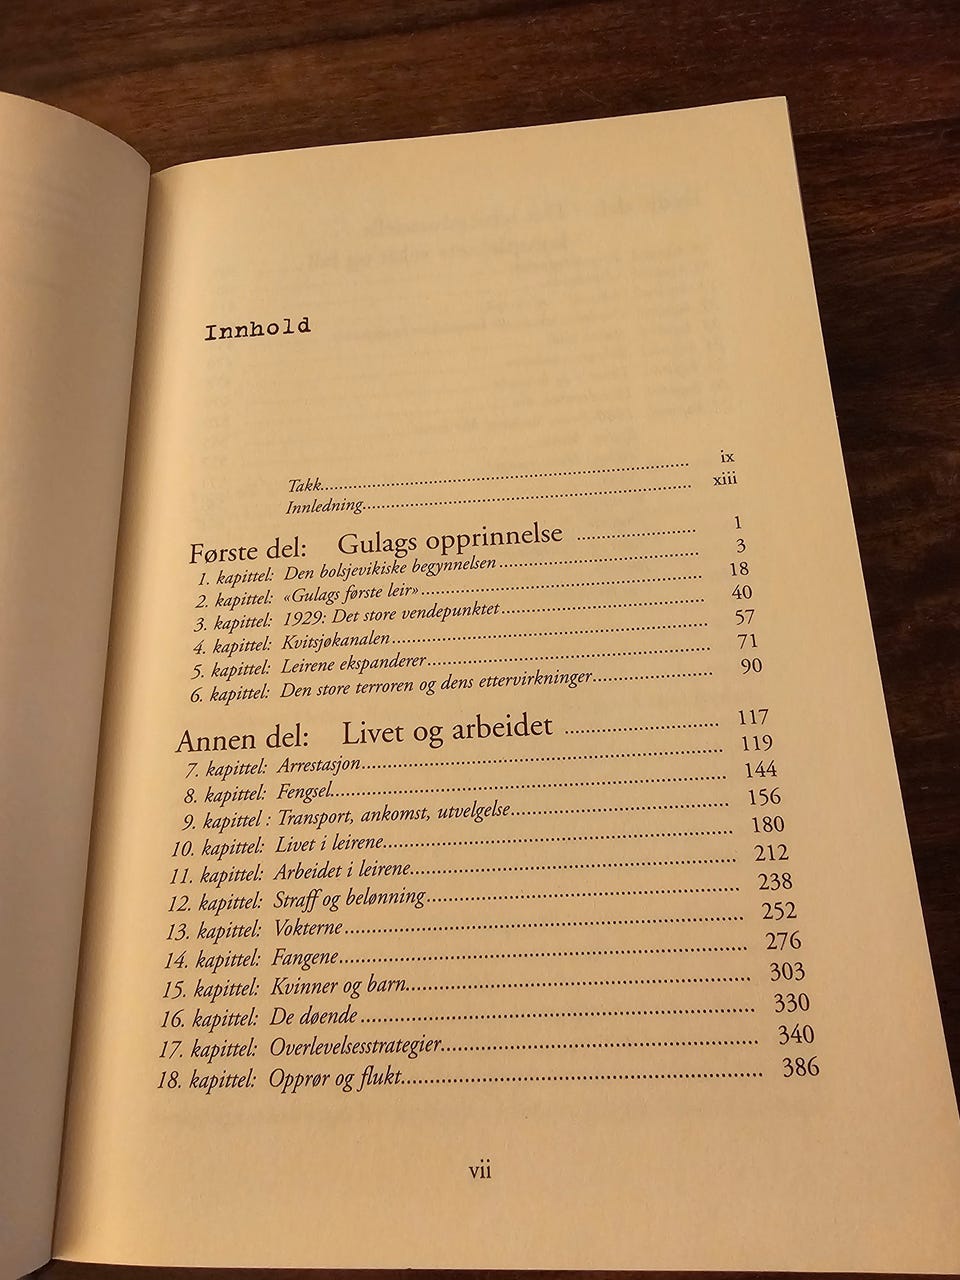 Innhold
Takk........ ix
Innledning........ xiii
Første del: Gulags opprinnelse ........ 1
1. kapittel: Den bolsjevikiske begynnelsen ........ 3
2. kapittel: «Gulags første leir» ........ 18
3. kapittel: 1929: Det store vendepunktet ........ 40
4. kapittel: Kvitsjøkanalen ........ 57
5. kapittel: Leirene ekspanderer ........ 71
6. kapittel: Den store terroren og dens ettervirkninger ........ 90
Annen del: Livet og arbeidet ........ 117
7. kapittel: Arrestasjon ........ 119
8. kapittel: Fengsel ........ 144
9. kapittel : Transport, ankomst, utvelgelse ........ 156
10. kapittel: Livet i leirene ........ 180
11. kapittel: Arbeidet i leirene ........ 212
12. kapittel: Straff og belønning ........ 238
13. kapittel: Vokterne ........ 252
14. kapittel: Fangene ........ 276
15. kapittel: Kvinner og barn ........ 303
16. kapittel: De døende ........ 330
17. kapittel: Overlevelsesstrategier ........ 340
18. kapittel: Opprør og flukt ........ 386
vii